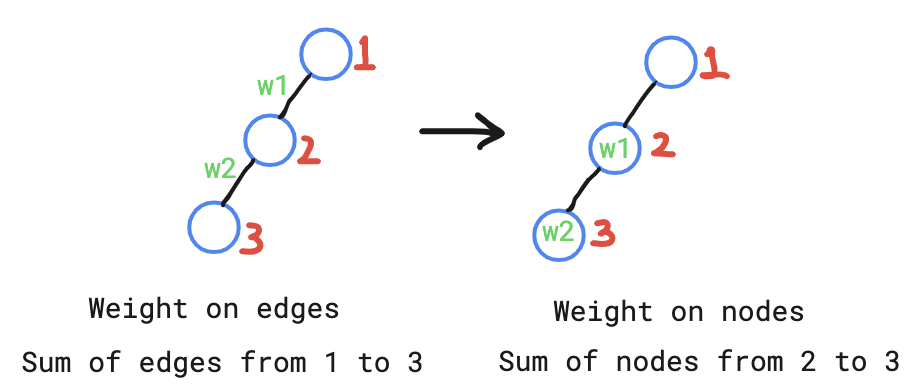 1
w1
2
w2
3
Weight on edges
Sum of edges from 1 to 3
1
w1 2
w2 3
Weight on nodes
Sum of nodes from 2 to 3